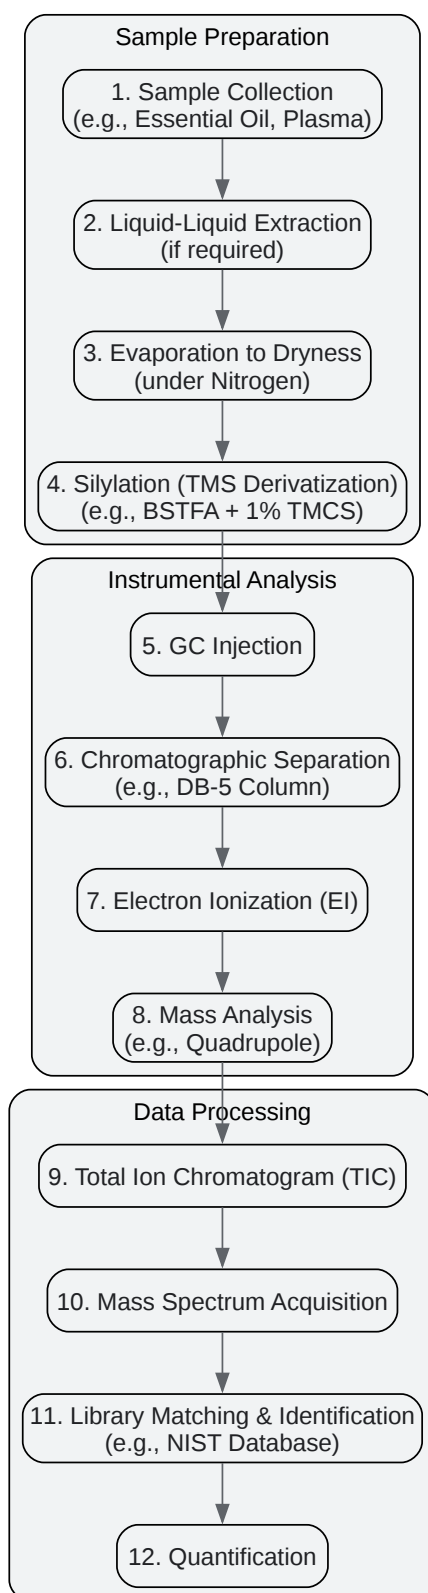 Sample Preparation
1. Sample Collection
(e.g., Essential Oil, Plasma)
2. Liquid-Liquid Extraction
(if required)
3. Evaporation to Dryness
(under Nitrogen)
4. Silylation (TMS Derivatization)
(e.g., BSTFA + 1% TMCS)
Instrumental Analysis
5. GC Injection
6. Chromatographic Separation
(e.g., DB-5 Column)
7. Electron Ionization (EI)
8. Mass Analysis
(e.g., Quadrupole)
Data Processing
9. Total Ion Chromatogram (TIC)
10. Mass Spectrum Acquisition
11. Library Matching & Identification
(e.g., NIST Database)
12. Quantification